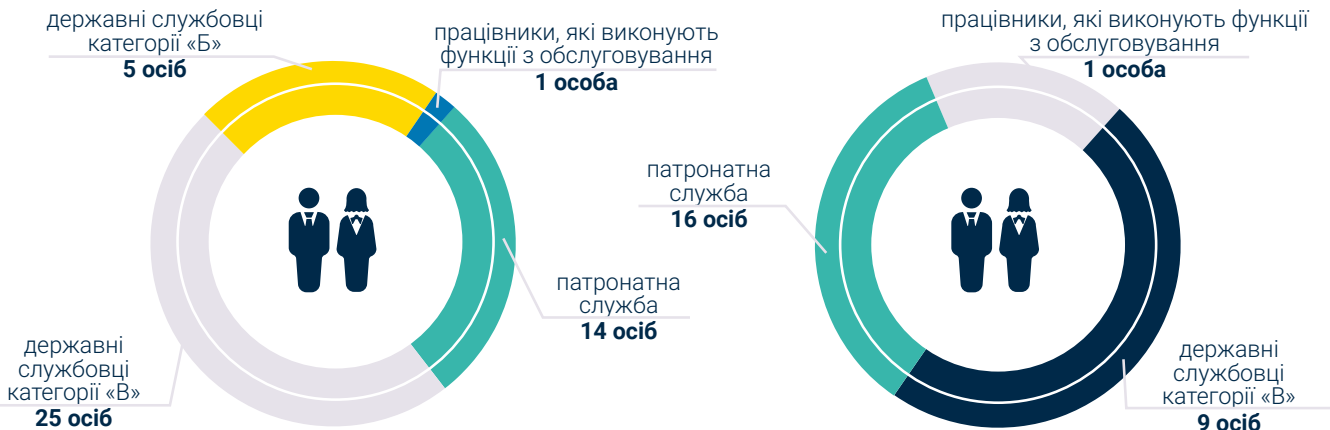 державні службовці
категорії «Б»
5 осіб
працівники, які виконують
функції з обслуговування
1 особа
патронатна
служба
14 осіб
державні
службовці
категорії «В»
25 осіб
працівники, які виконують функції
з обслуговування
1 особа
патронатна
служба
16 осіб
державні
службовці
категорії «В»
9 осіб